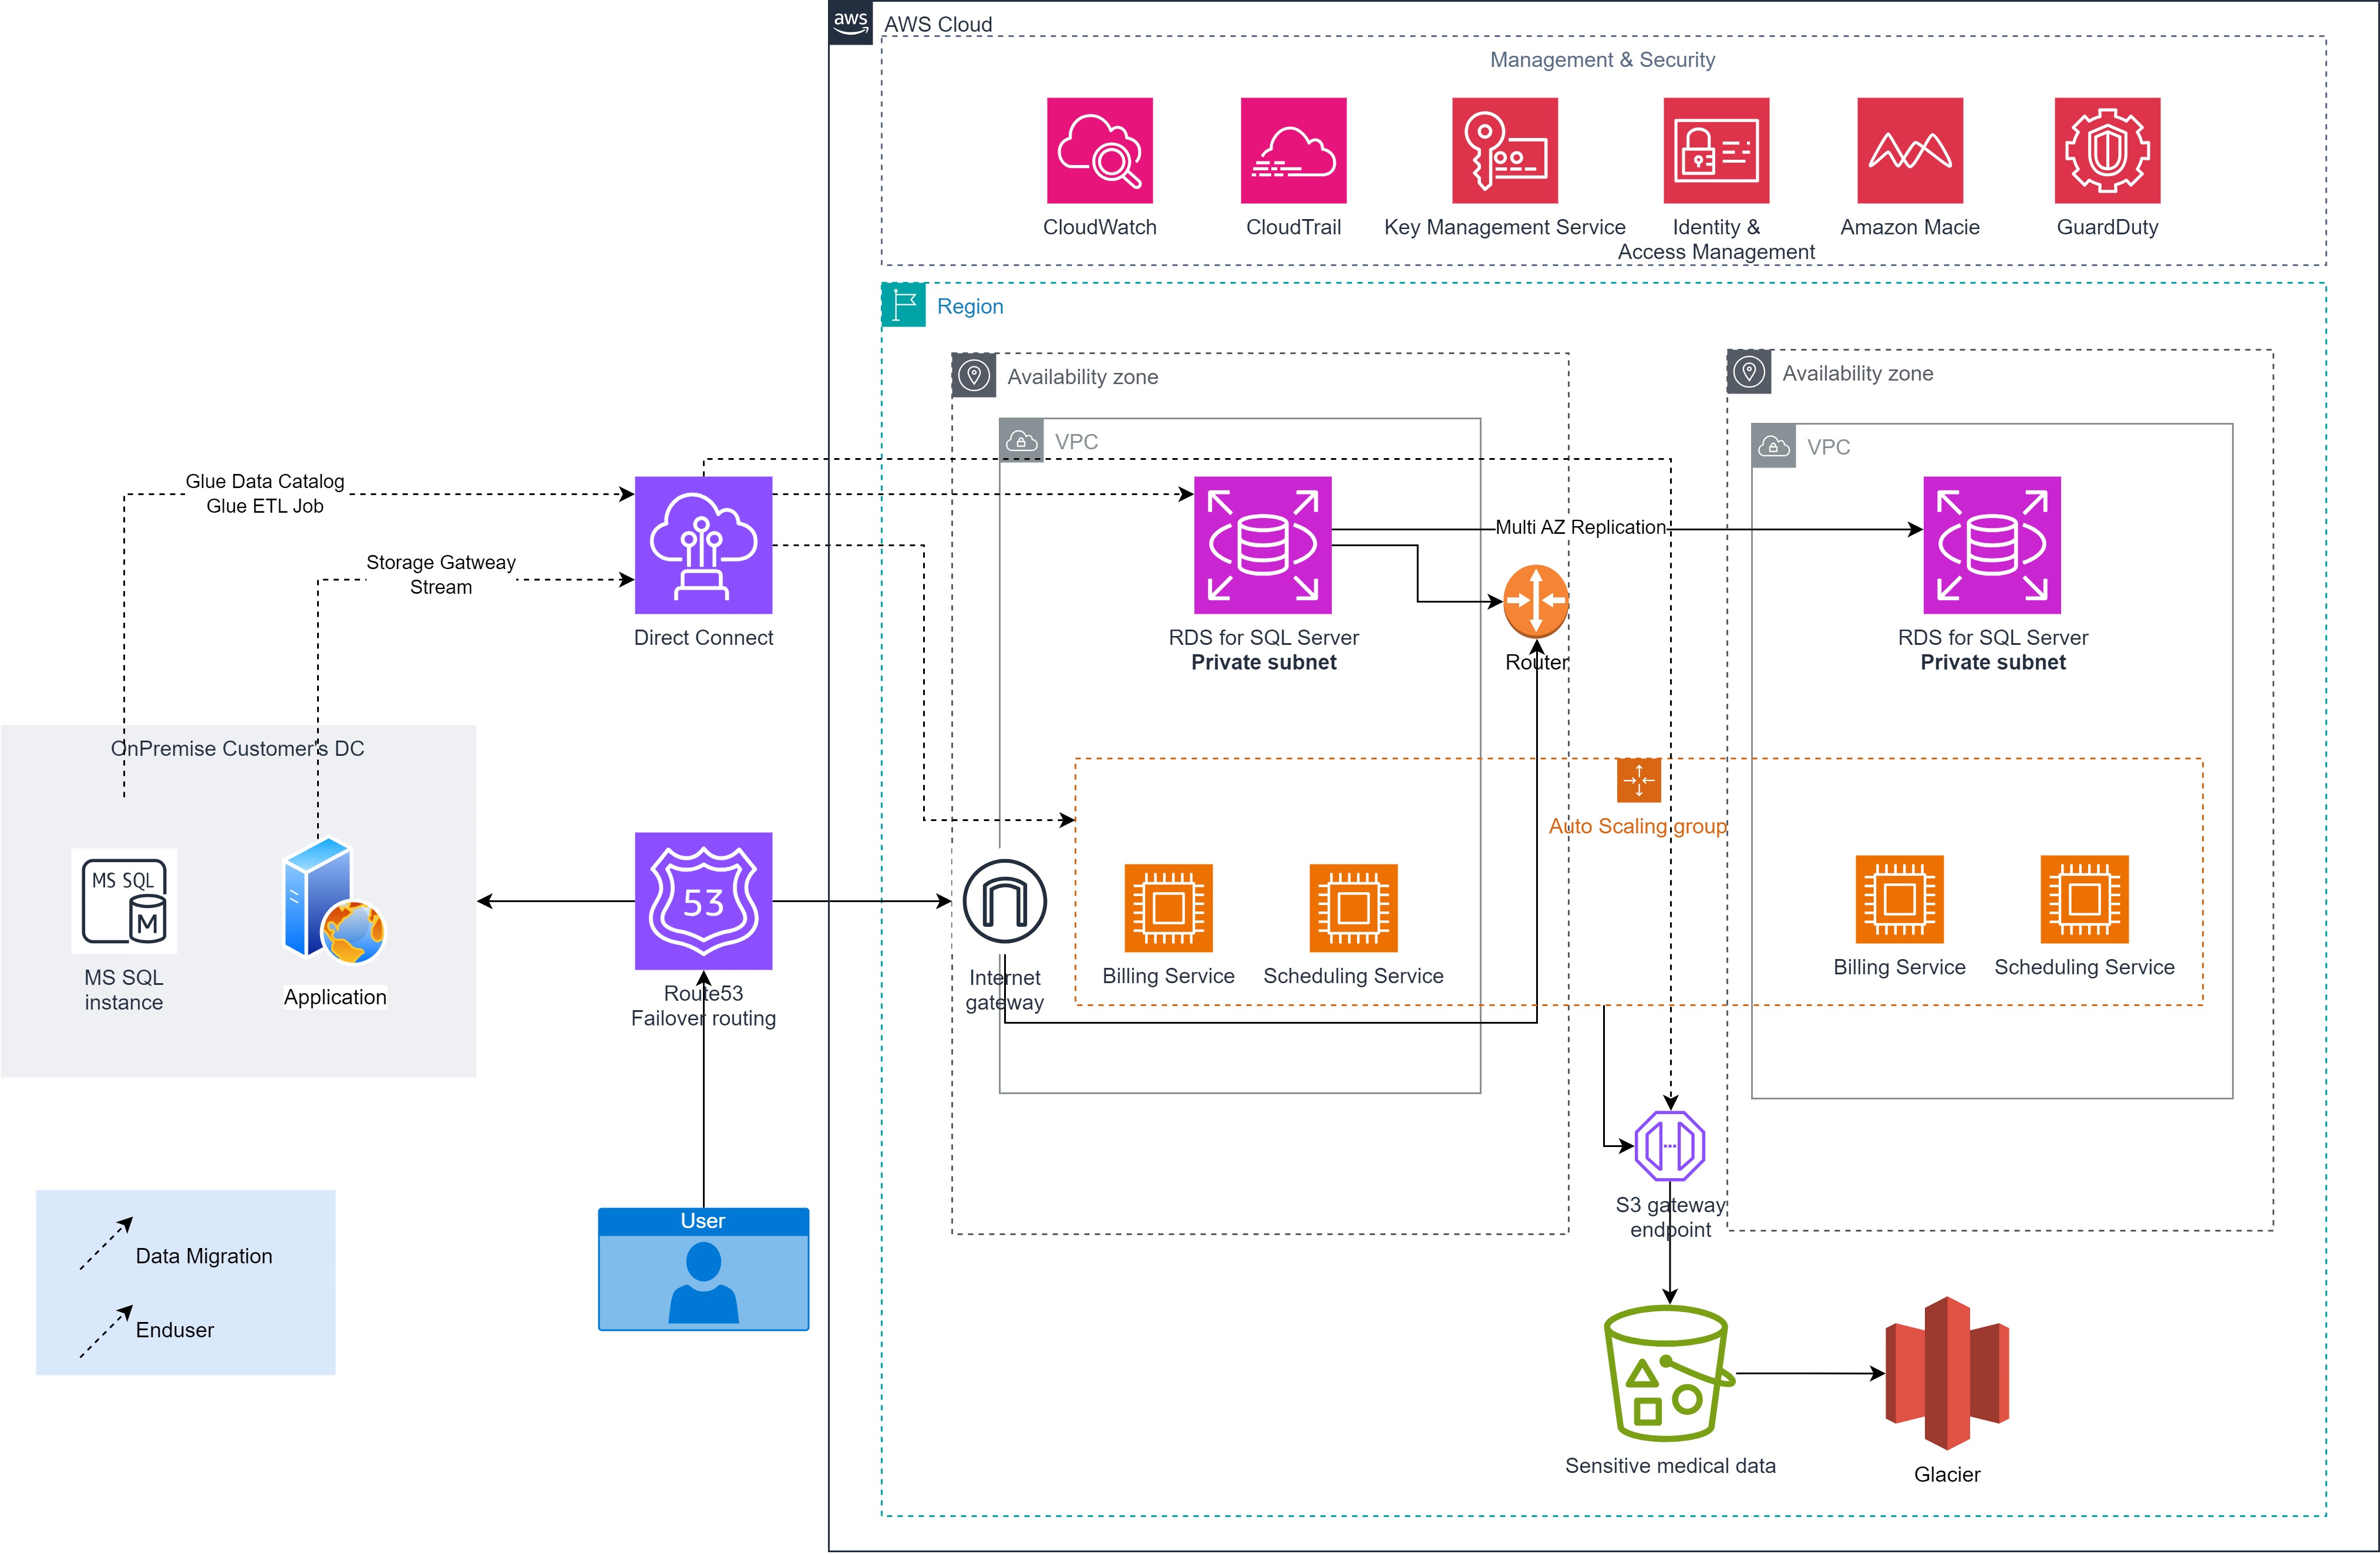 aws
AWS Cloud
Management & Security
CloudWatch
CloudTrail
Key Management Service
Identity &
Access Management
Amazon Macie
GuardDuty
Region
Availability zone
Availability zone
VPC
VPC
Glue Data Catalog
Glue ETL Job
Storage Gatweay
Stream
Direct Connect
Multi AZ Replication
RDS for SQL Server
Private subnet
Router
RDS for SQL Server
Private subnet
OnPremise Customer's DC
MS SQL
M
MS SQL
instance
Application
53
Route53
Failover routing
Auto Scaling group
Internet
gateway
Billing Service
Scheduling Service
Billing Service
Scheduling Service
S3 gateway
endpoint
User
Data Migration
Enduser
Sensitive medical data
Glacier